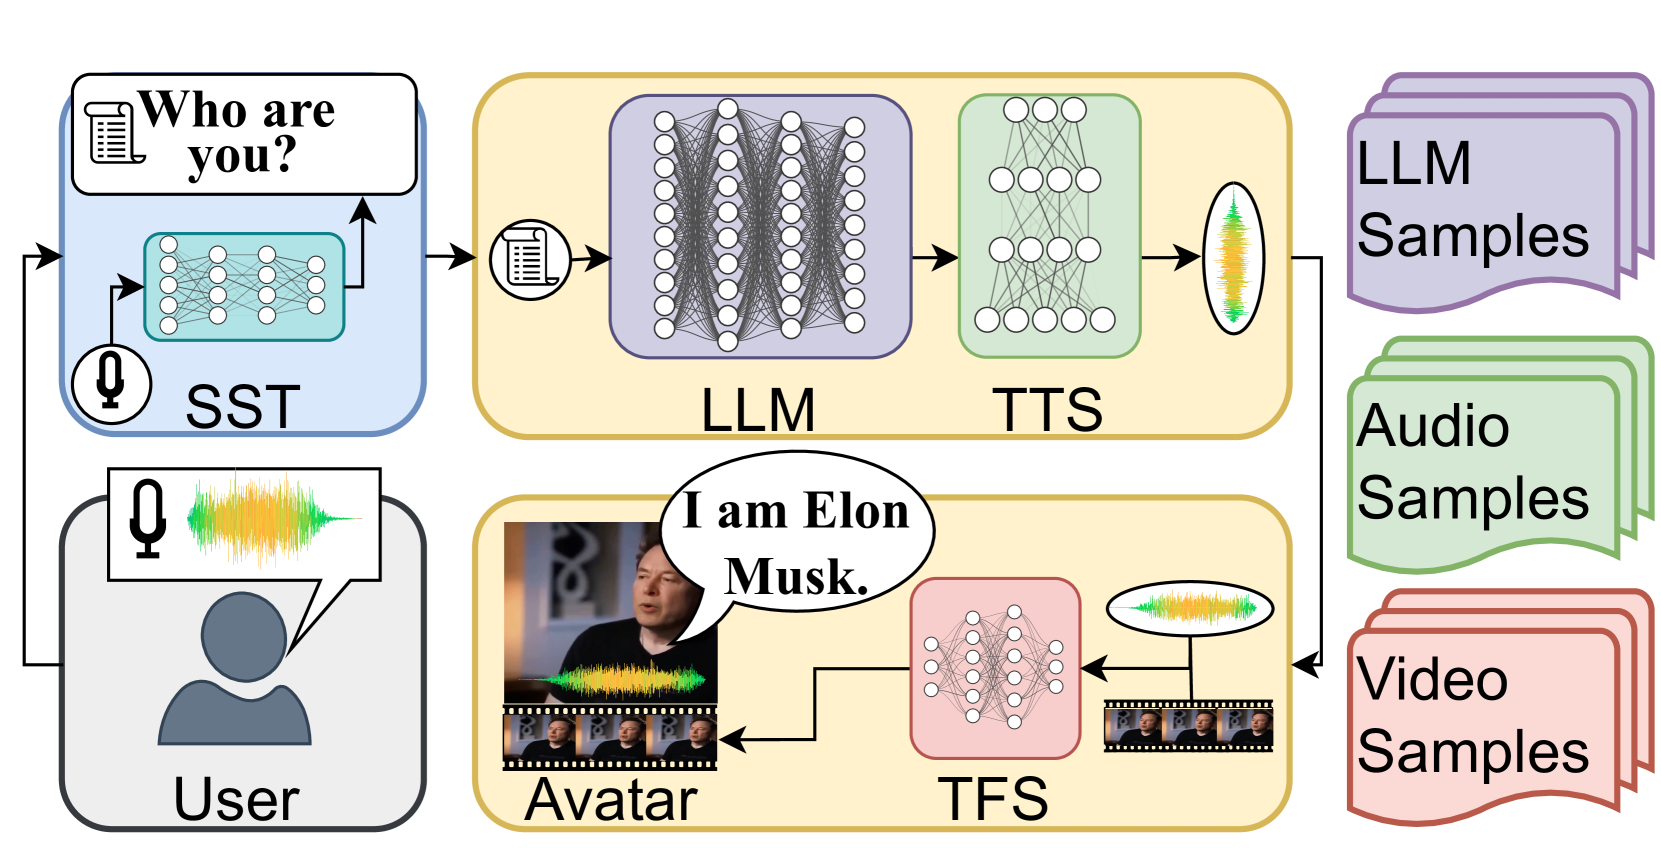 Who are
you?
SST
LLM
TTS
LLM
Samples
Audio
Samples
User
I am Elon
Musk.
Avatar
TFS
Video
Samples